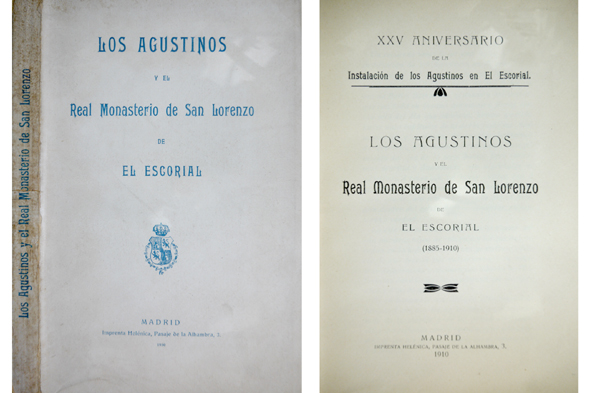 Los Agustinos y el Real Monasterio de San Lorenzo
LOS AGUSTINOS
Y EL
Real Monasterio de San Lorenzo
DE
EL ESCORIAL
MADRID
Imprenta Helénica, Pasaje de la Alhambra, 3.
XXV ANIVERSARIO
DE LA
Instalación de los Agustinos en El Escorial.
LOS AGUSTINOS
Y EL
Real Monasterio de San Lorenzo
DE
EL ESCORIAL
(1885-1910)
MADRID
IMPRENTA HELÉNICA, PASAJE DE LA ALHAMBRA, 3.
1910